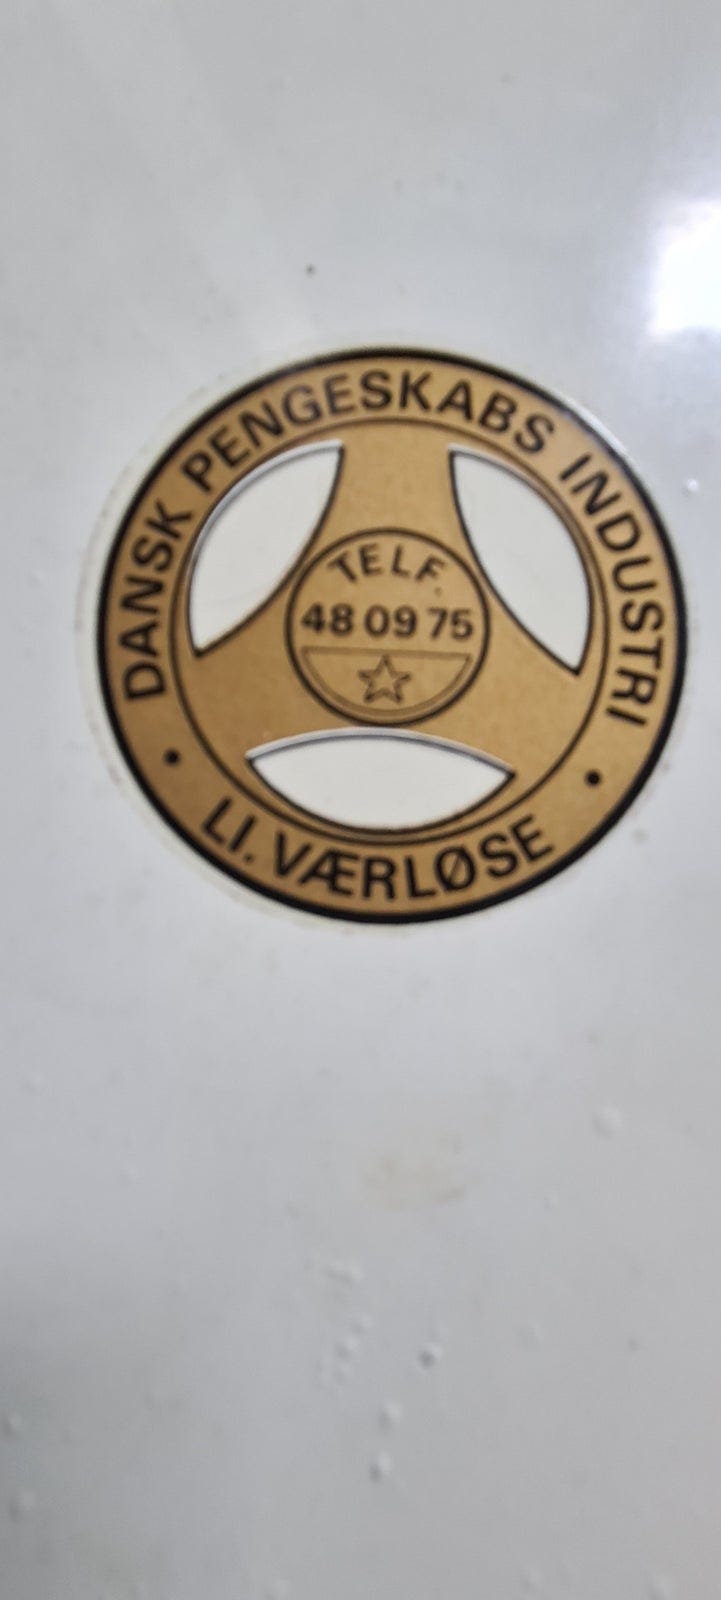 DANSK PENGESKABS INDUSTRI
TELF.
48 09 75
LI. VÆRLØSE